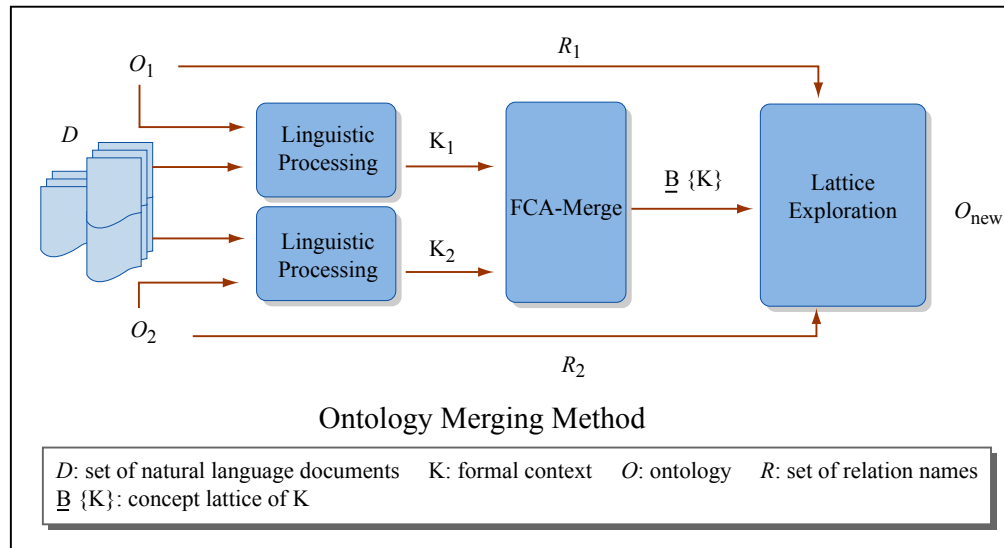 R1
O1
D
Linguistic
Processing
K1
B {K}
FCA-Merge
Lattice
Exploration
Onew
Linguistic
Processing
K2
O2
R2
Ontology Merging Method
D: set of natural language documents K: formal context O: ontology R: set of relation names
B {K}: concept lattice of K